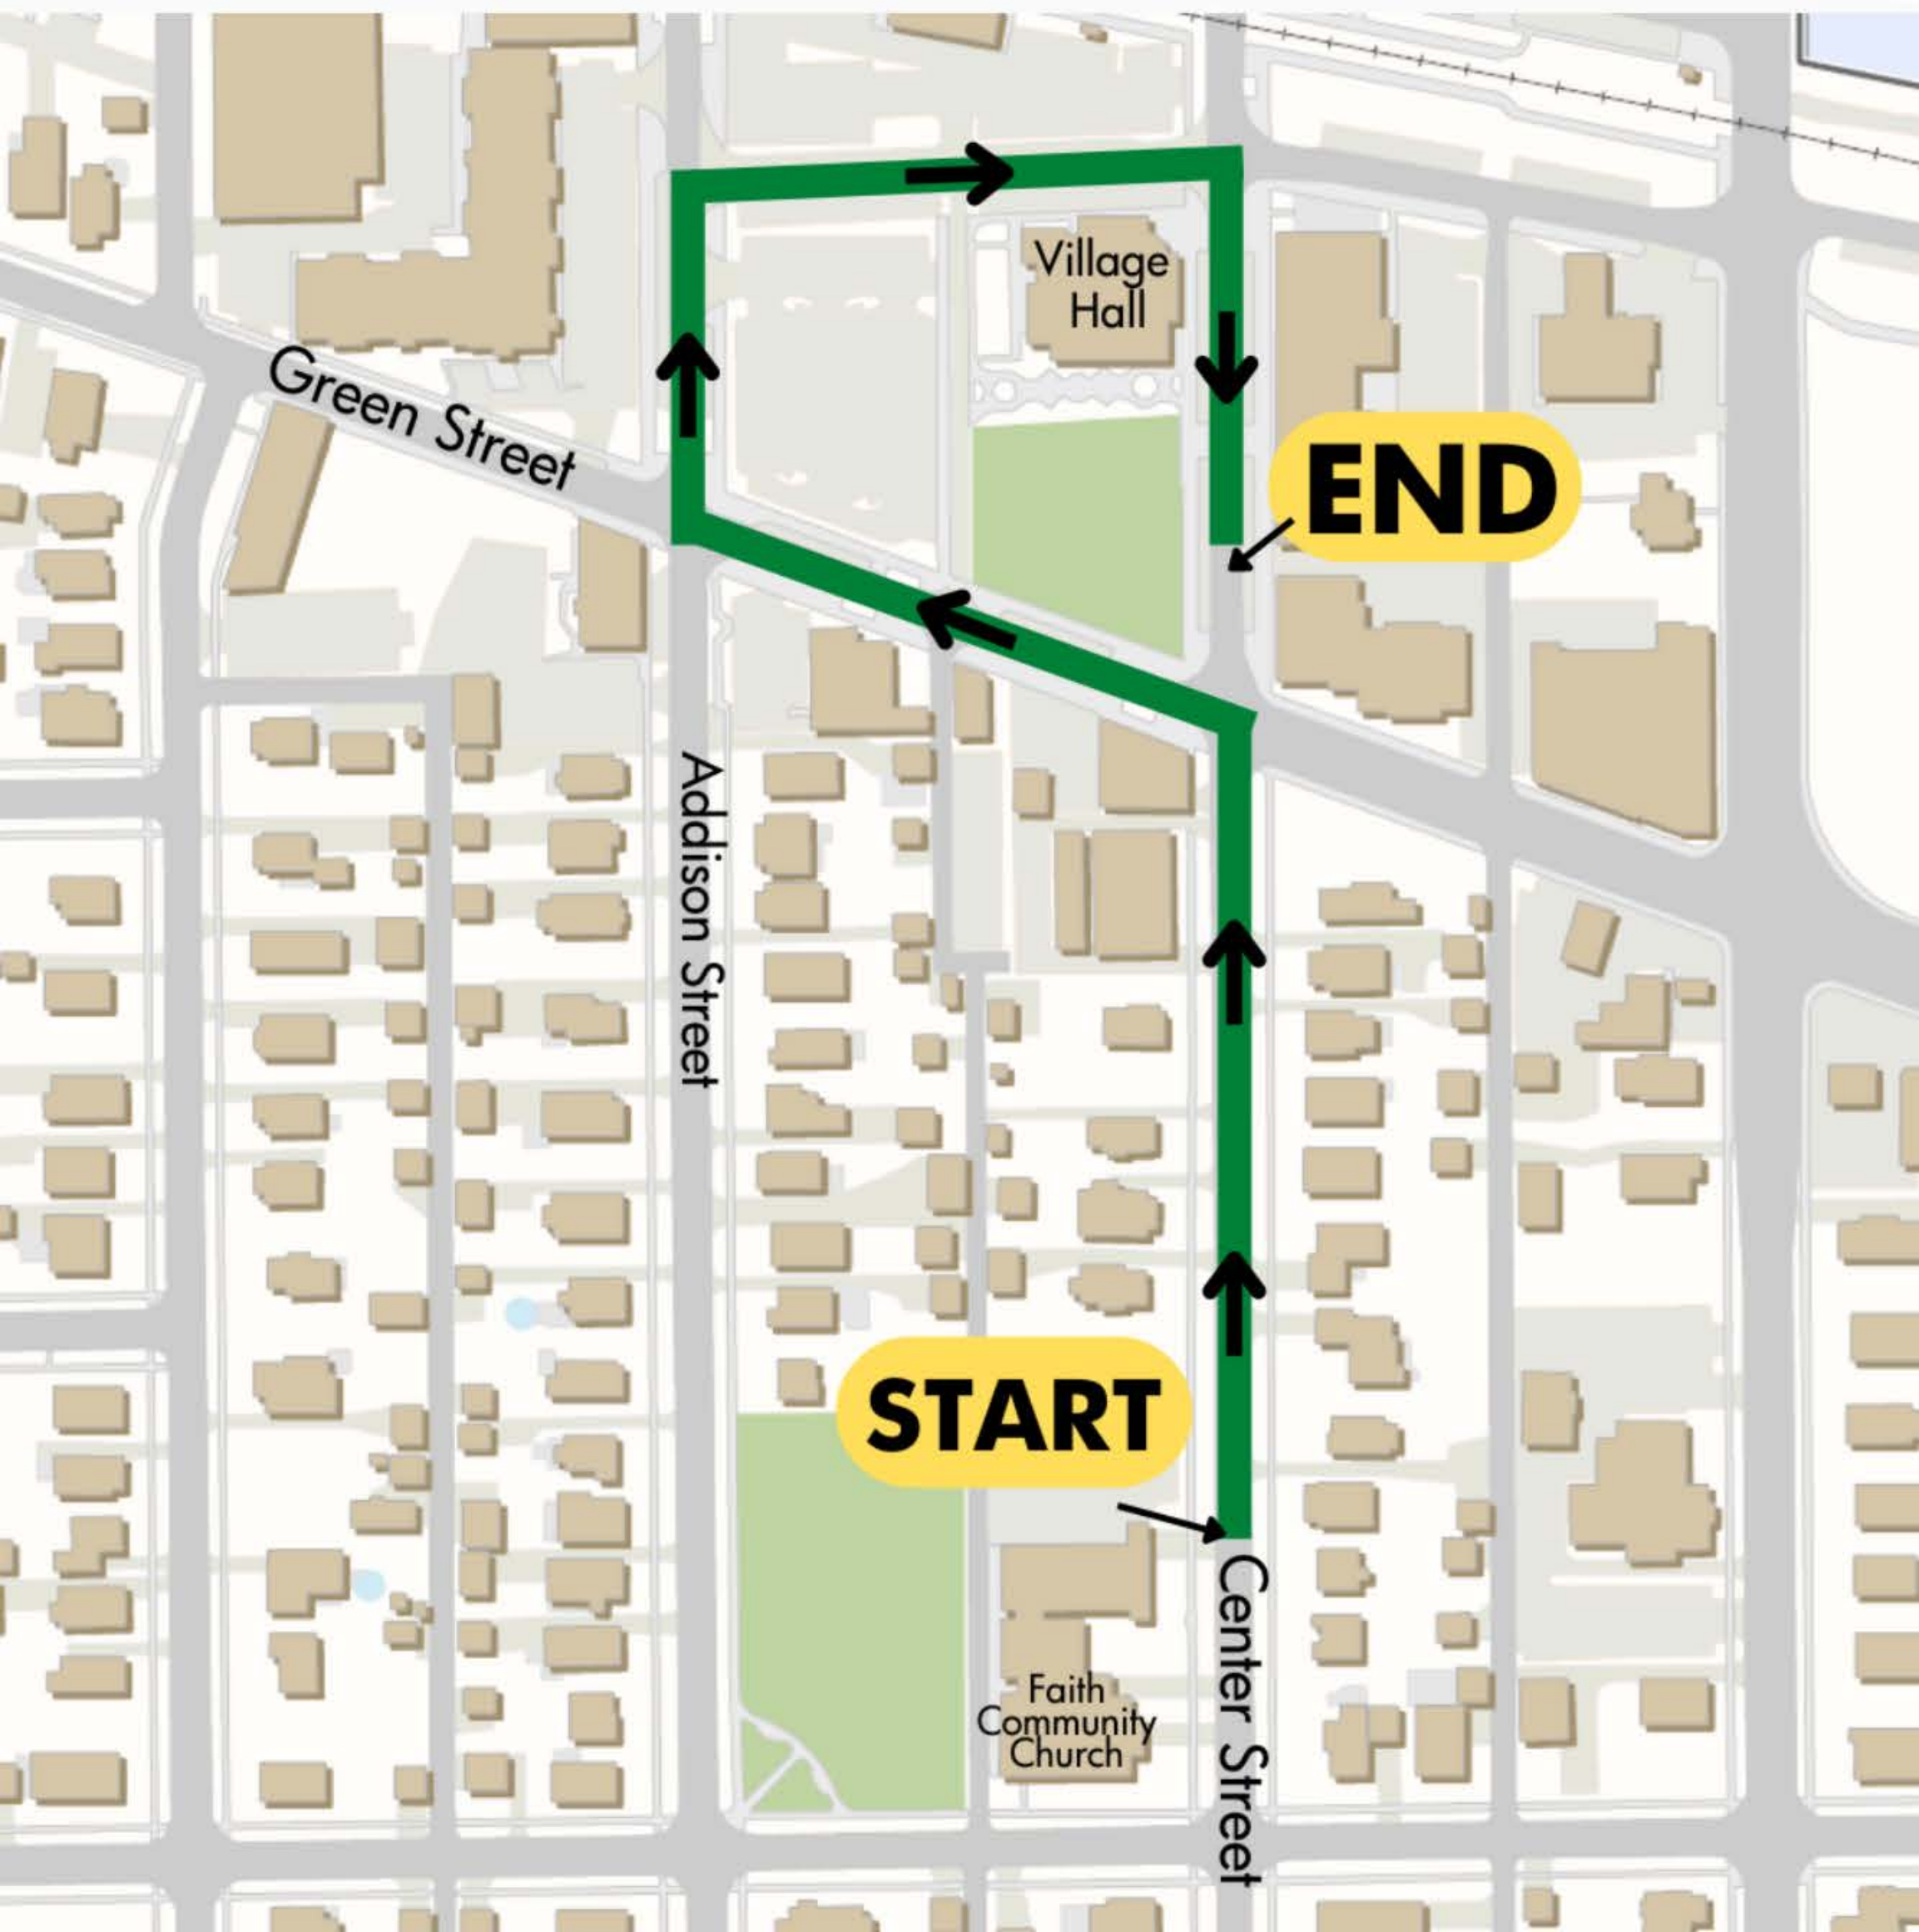 Village
Hall
Green Street
END
Addison Street
START
Center Street
Faith
Community
Church